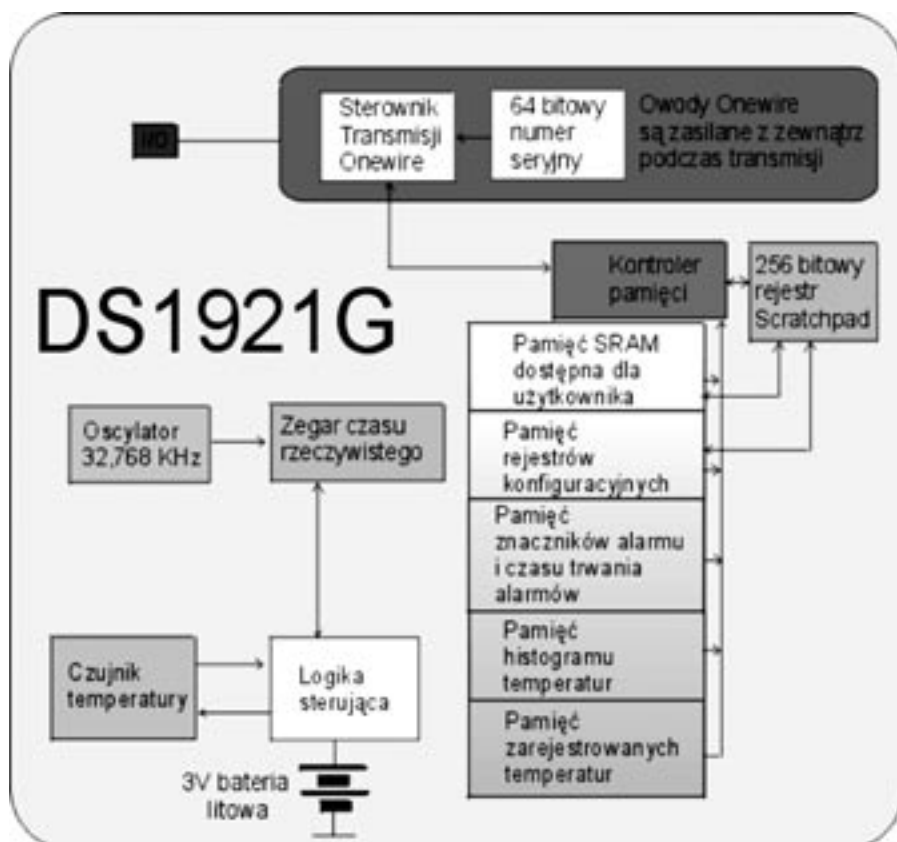 Sterownik
Transmisji
Onewire
64 bitowy
numer
seryjny
Owody Onewire
są zasilane z zewnątrz
podczas transmisji
I/O
Kontroler
pamięci
256 bitowy
rejestr
Scratchpad
DS1921G
Pamięć SRAM
dostępna dla
użytkownika
Pamięć
rejestrów
konfiguracyjnych
Pamięć
znaczników alarmu
i czasu trwania
alarmów
Pamięć
histogramu
temperatur
Pamięć
zarejestrowanych
temperatur
Oscylator
32,768 KHz
Zegar czasu
rzeczywistego
Czujnik
temperatury
Logika
sterująca
3V bateria
litowa